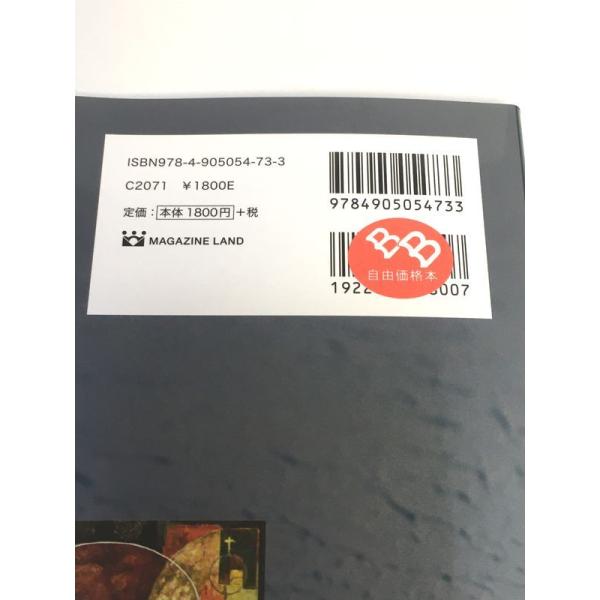 ISBN978-4-905054-73-3
C2071 ¥1800E
定価：本体 1800円+税
MAGAZINE LAND
9784905054733
BB
自由価格本